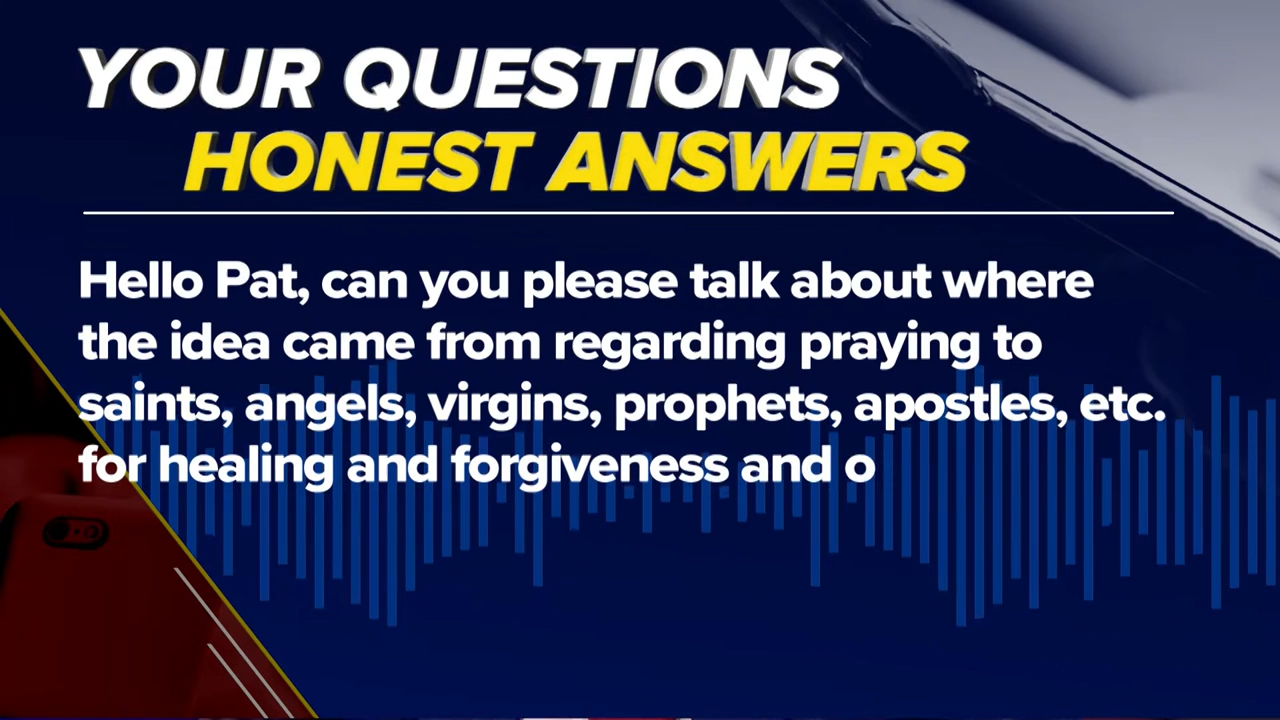 YOUR QUESTIONS
HONEST ANSWERS
Hello Pat, can you please talk about where
the idea came from regarding praying to
saints, angels, virgins, prophets, apostles, etc.
for healing and forgiveness and o